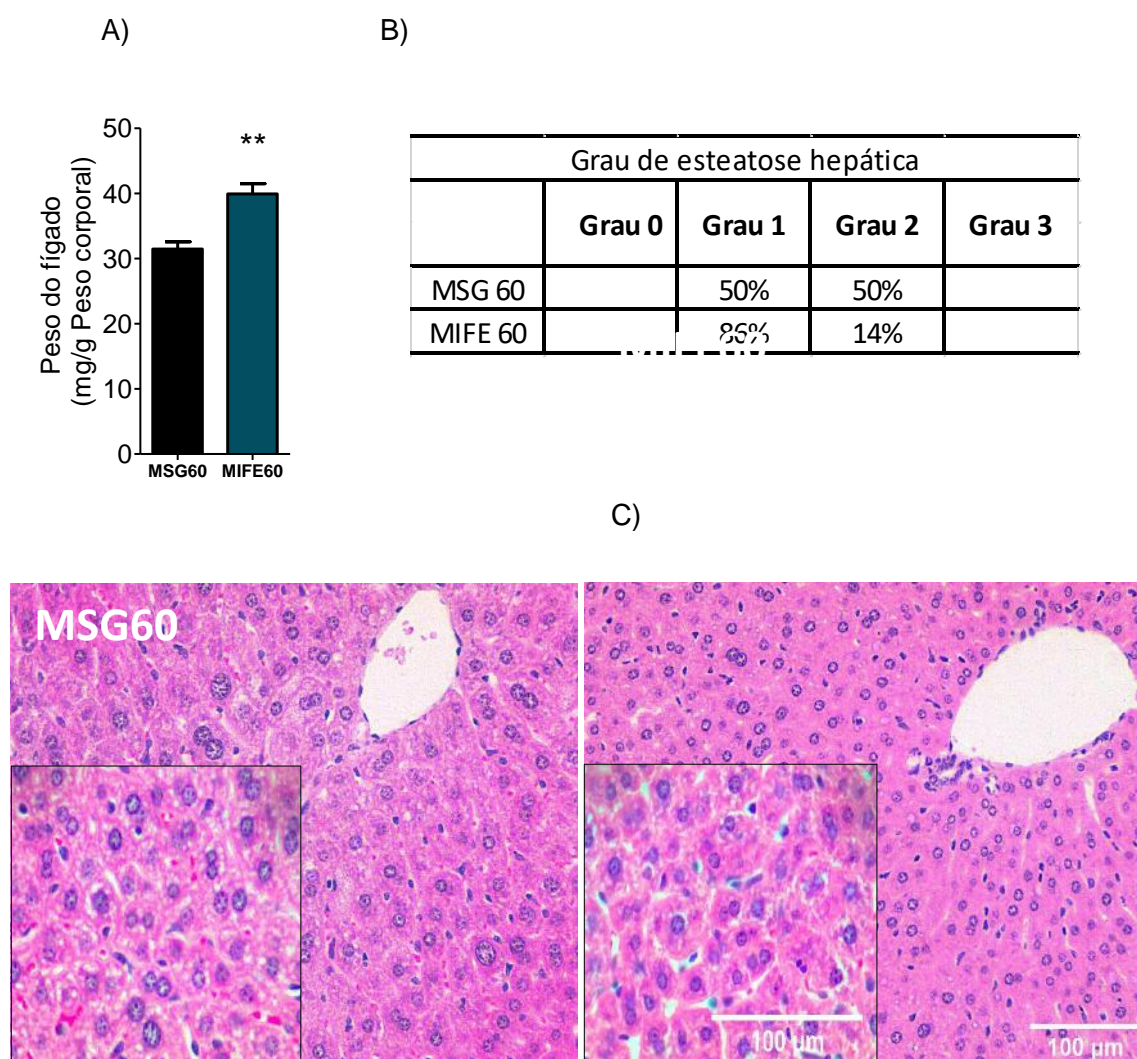 A)
B)
50
40
30
20
10
0
**
Peso do fígado
(mg/g Peso corporal)
MSG60
MIFE60
Grau de esteatose hepática
Grau 0 Grau 1 Grau 2 Grau 3
MSG 60 50% 50%
MIFE 60 86% 14%
C)
MSG60
100 µm
100 µm